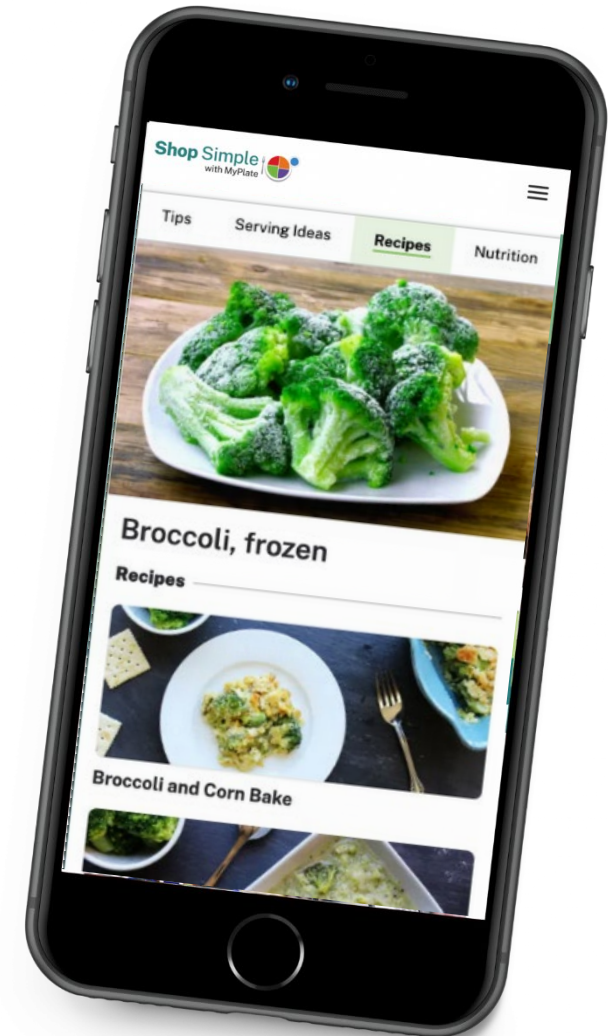 Shop Simple
with MyPlate
Tips Serving Ideas Recipes Nutrition
Broccoli, frozen
Recipes
Broccoli and Corn Bake